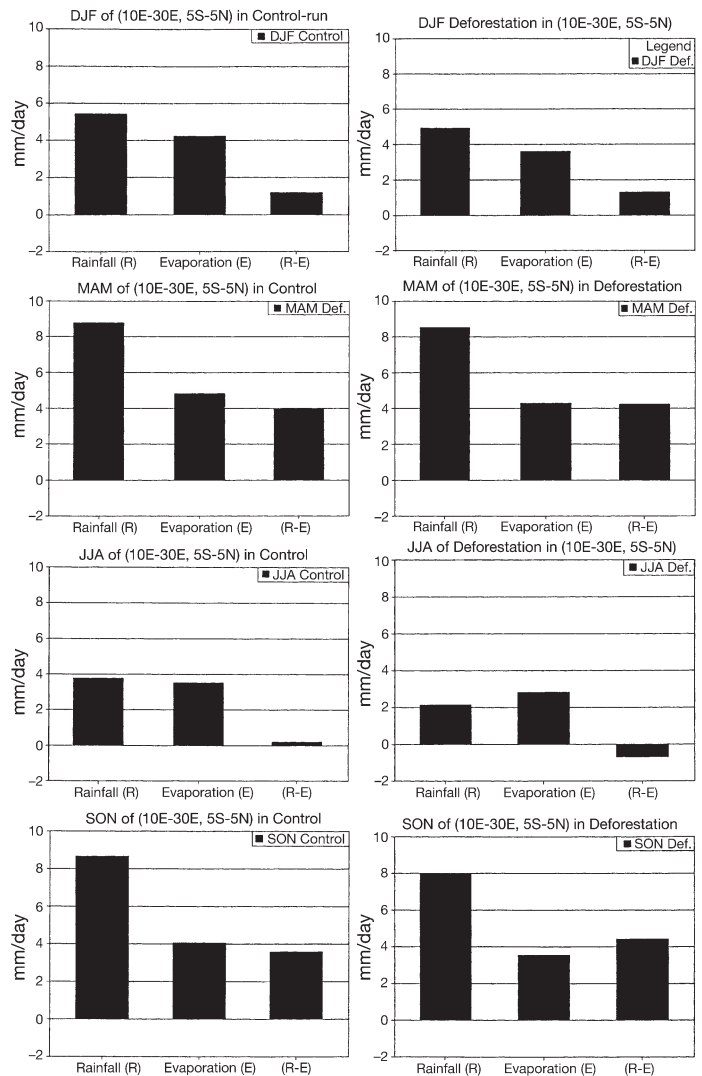 DJF of (10E-30E, 5S-5N) in Control-run
DJF Control
10
8
6
4
2
0
−2
mm/day
Rainfall (R) Evaporation (E) (R-E)
DJF Deforestation in (10E-30E, 5S-5N)
Legend
DJF Def.
10
8
6
4
2
0
−2
mm/day
Rainfall (R) Evaporation (E) (R-E)
MAM of (10E-30E, 5S-5N) in Control
MAM Def.
10
8
6
4
2
0
−2
mm/day
Rainfall (R) Evaporation (E) (R-E)
MAM of (10E-30E, 5S-5N) in Deforestation
MAM Def.
10
8
6
4
2
0
−2
mm/day
Rainfall (R) Evaporation (E) (R-E)
JJA of (10E-30E, 5S-5N) in Control
JJA Control
10
8
6
4
2
0
−2
mm/day
Rainfall (R) Evaporation (E) (R-E)
JJA of Deforestation in (10E-30E, 5S-5N)
JJA Def.
10
8
6
4
2
0
−2
mm/day
Rainfall (R) Evaporation (E) (R-E)
SON of (10E-30E, 5S-5N) in Control
SON Control
10
8
6
4
2
0
−2
mm/day
Rainfall (R) Evaporation (E) (R-E)
SON of (10E-30E, 5S-5N) in Deforestation
SON Def.
10
8
6
4
2
0
−2
mm/day
Rainfall (R) Evaporation (E) (R-E)